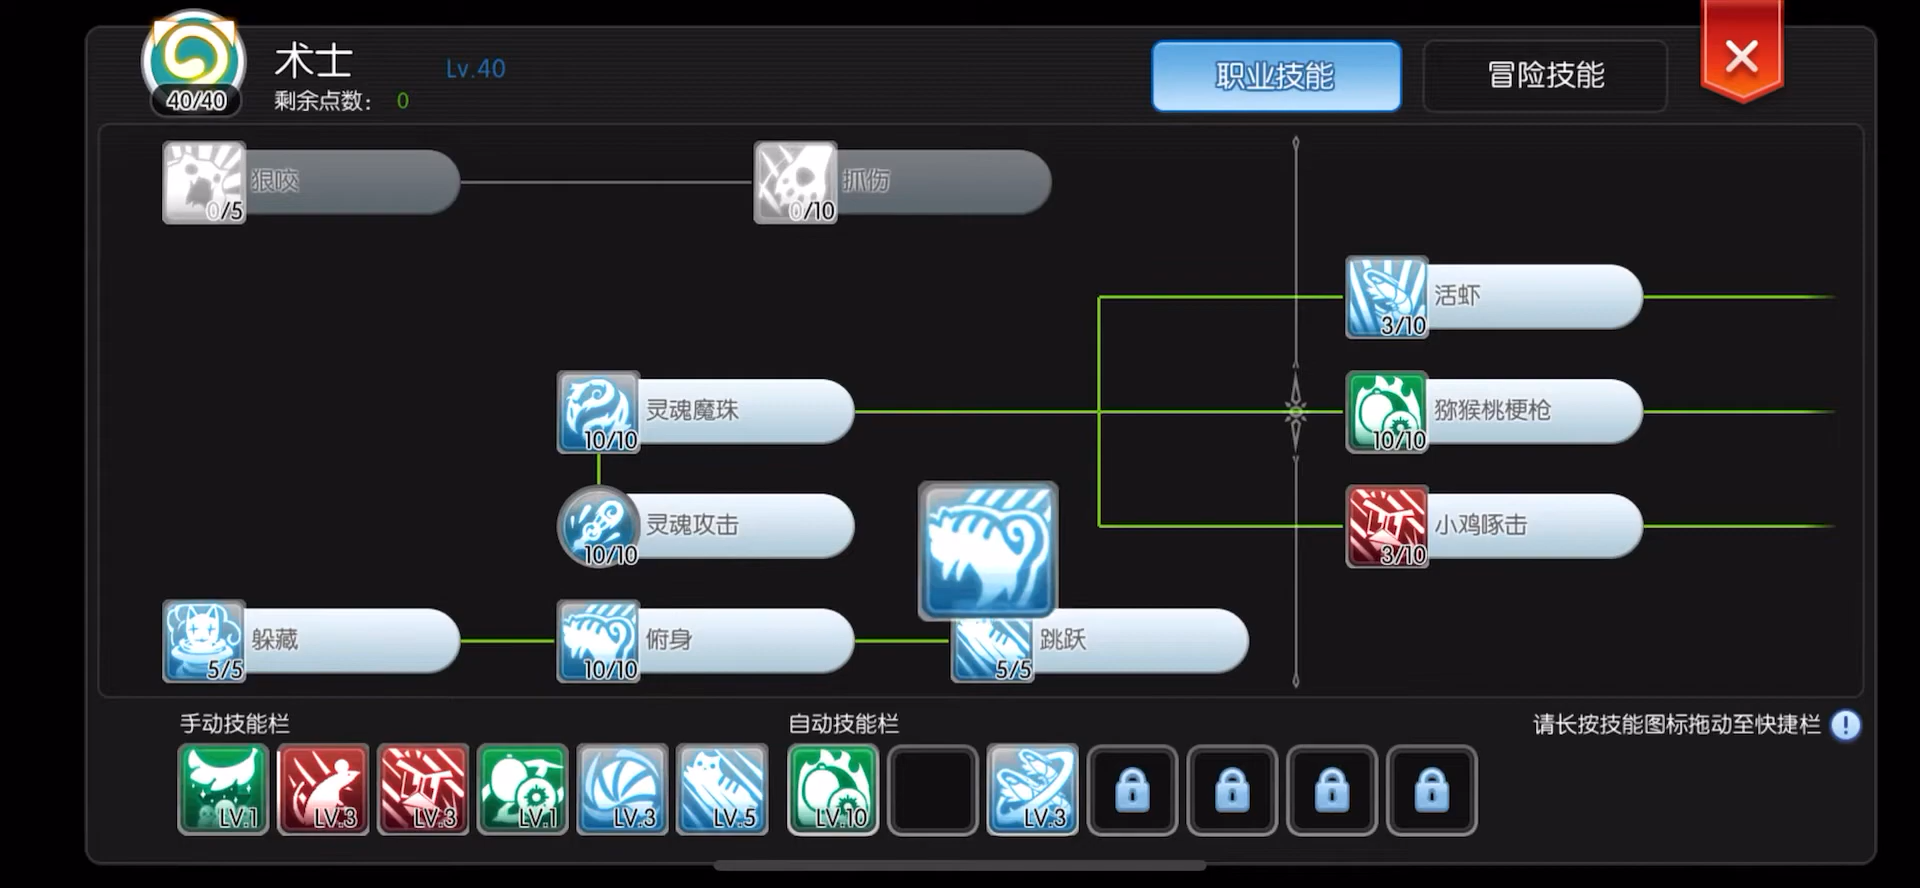 术士
Lv.40
40/40
剩余点数： 0
职业技能
冒险技能
狠咬
0/5
抓伤
0/10
活虾
3/10
灵魂魔珠
10/10
猕猴桃梗枪
10/10
灵魂攻击
10/10
小鸡啄击
3/10
躲藏
5/5
俯身
10/10
跳跃
5/5
手动技能栏
自动技能栏
请长按技能图标拖动至快捷栏
LV.1
LV.3
LV.3
LV.1
LV.3
LV.5
LV.10
LV.3